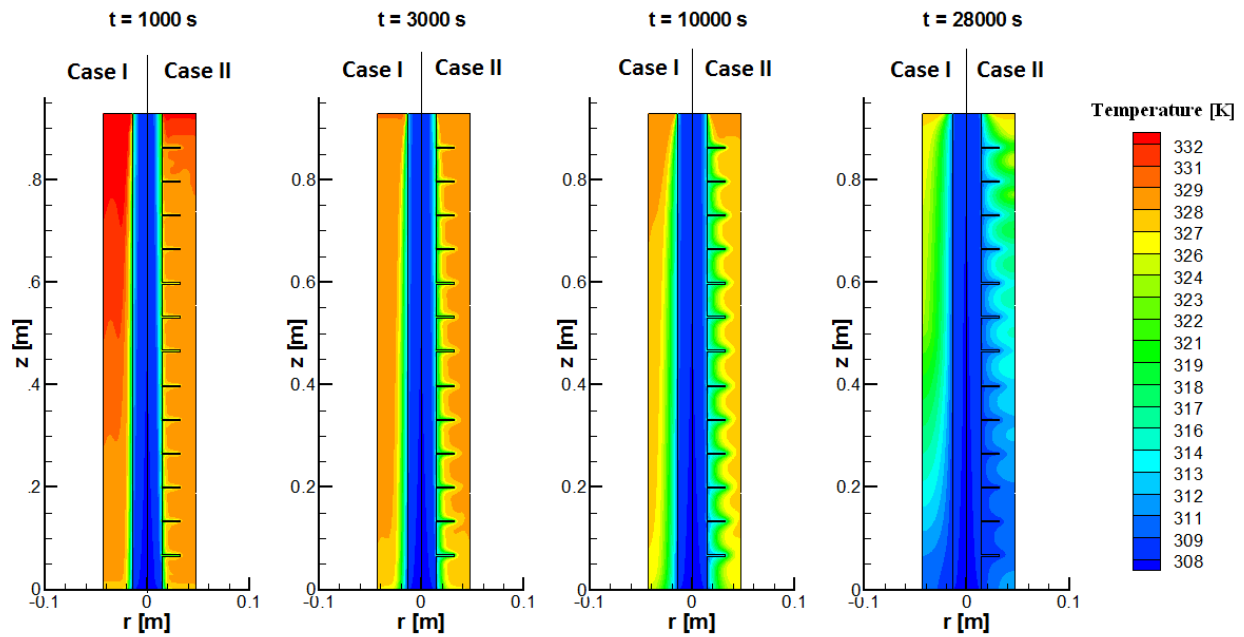 t = 1000 s
t = 3000 s
t = 10000 s
t = 28000 s
Case I Case II
Case I Case II
Case I Case II
Case I Case II
Temperature [K]
332
331
329
328
327
326
324
323
322
321
319
318
317
316
314
313
312
311
309
308
z [m]
.8
0.6
.4
0.2
0
-0.1 0 0.1
r [m]
z [m]
0.8
0.6
0.4
0.2
0
-0.1 0 0.1
r [m]
z [m]
.8
0.6
.4
0.2
0
-0.1 0 0.1
r [m]
z [m]
.8
0.6
.4
0.2
0
-0.1 0 0.1
r [m]